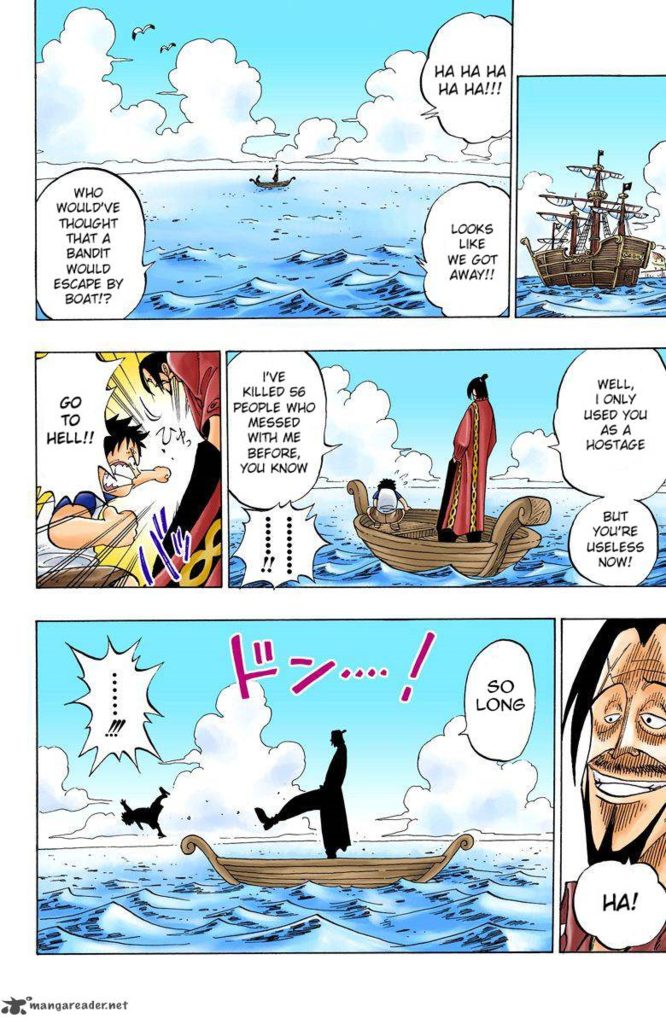 HA HA HA
HA HA!!!
LOOKS
LIKE
WE GOT
AWAY!!
WHO
WOULD'VE
THOUGHT
THAT A
BANDIT
WOULD
ESCAPE BY
BOAT!?
WELL,
I ONLY
USED YOU
AS A
HOSTAGE
BUT
YOU'RE
USELESS
NOW!
I'VE
KILLED 56
PEOPLE WHO
MESSED
WITH ME
BEFORE,
YOU KNOW
......!!
GO
TO
HELL!!
バッ
HA!
SO
LONG
ドン....!
......!!!
mangareader.net